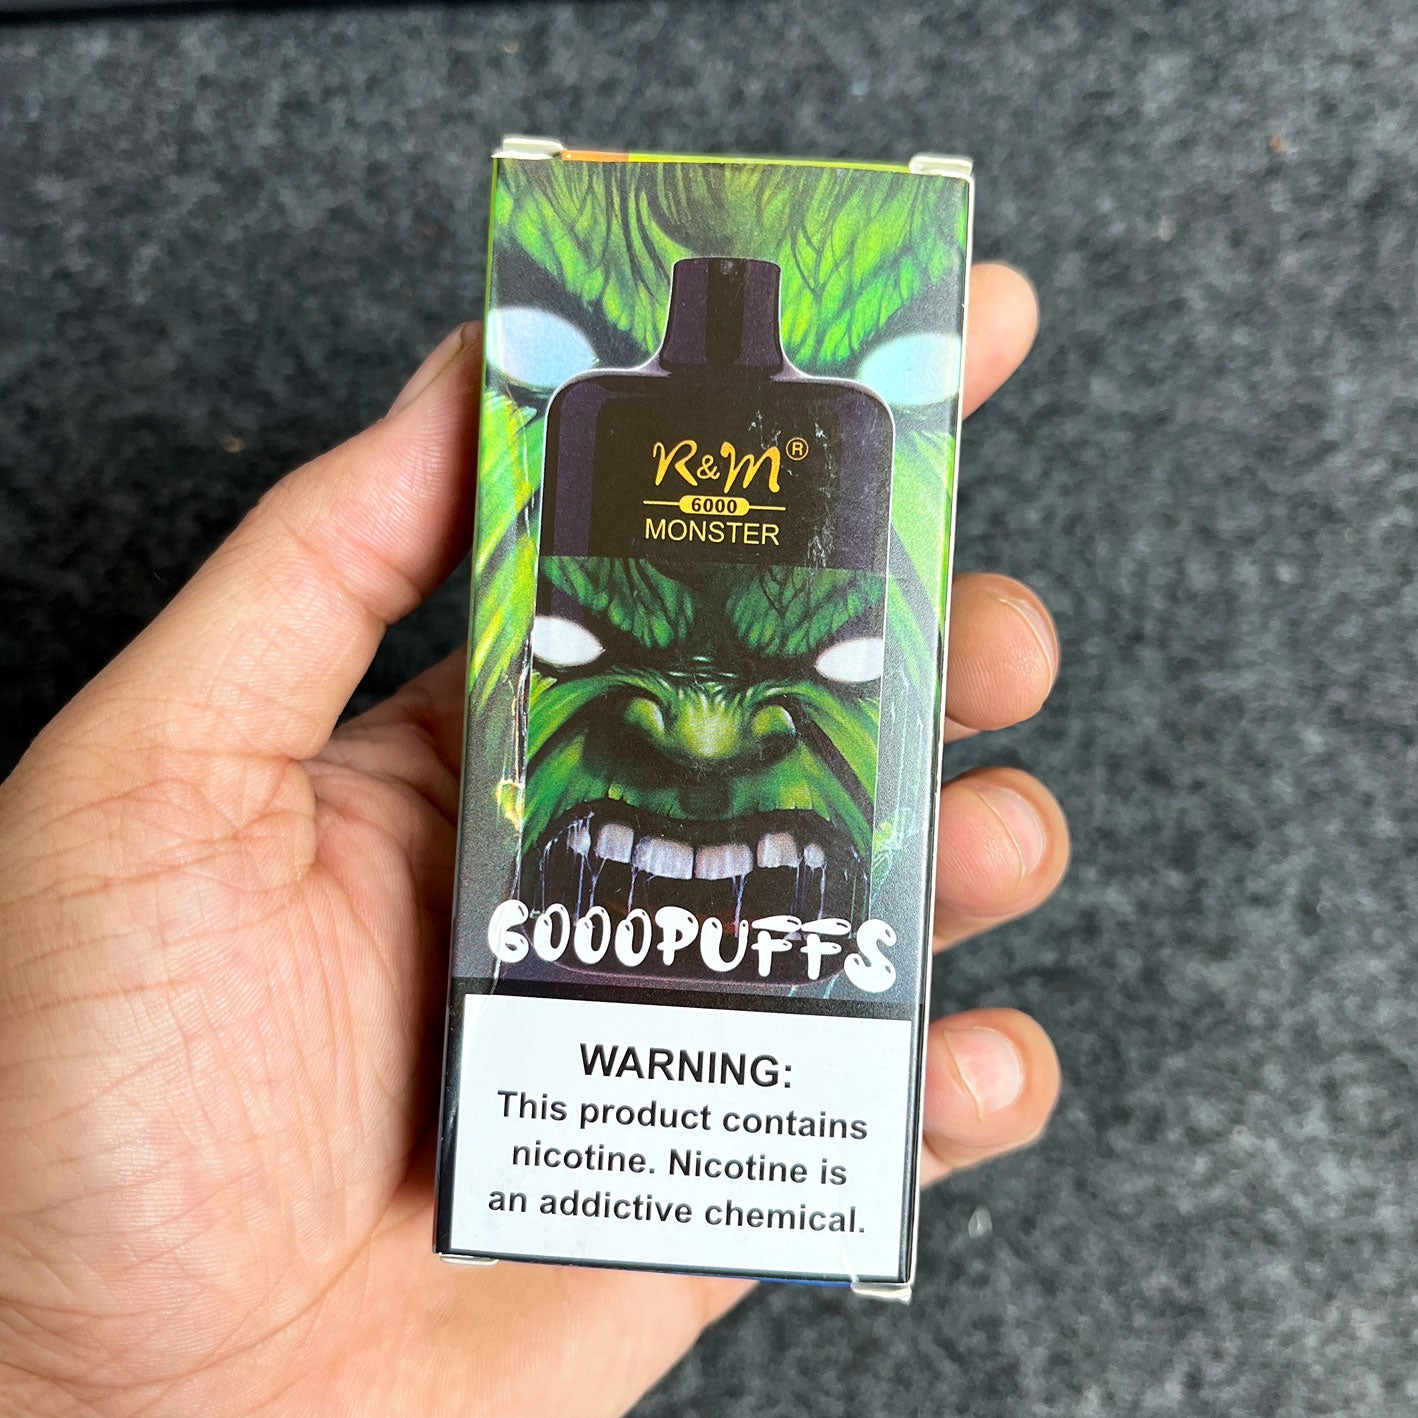 R&M®
6000
MONSTER
6000PUFFS
WARNING:
This product contains
nicotine. Nicotine is
an addictive chemical.